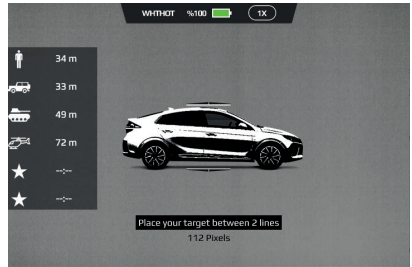 WHTHOT %100 1X
34 m
33 m
49 m
72 m
--:--
--:--
Place your target between 2 lines
112 Pixels